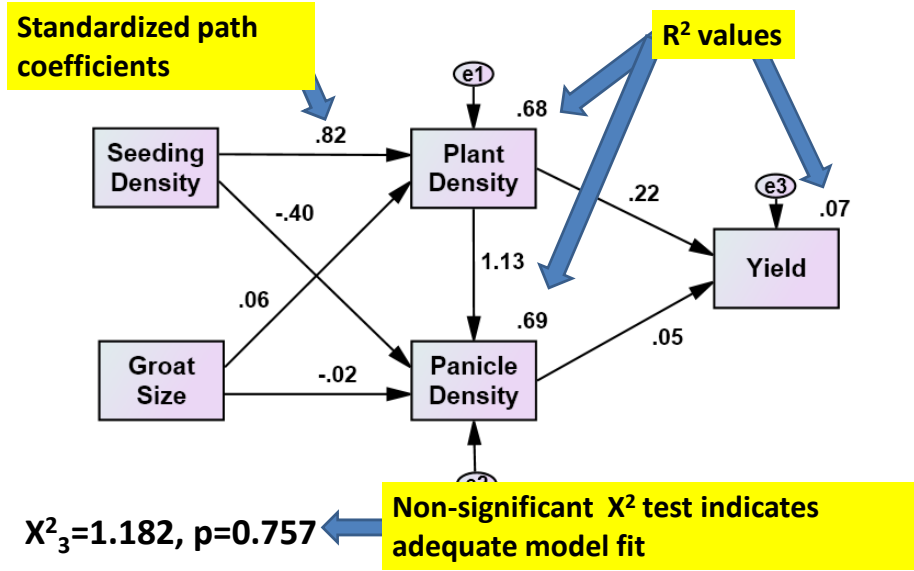 Standardized path
coefficients
R² values
e1
.68
.82
Seeding
Density
Plant
Density
e3
.07
-.40
.22
1.13
Yield
.06
.69
.05
Groat
Size
-.02
Panicle
Density
X²₃=1.182, p=0.757
Non-significant X² test indicates
adequate model fit